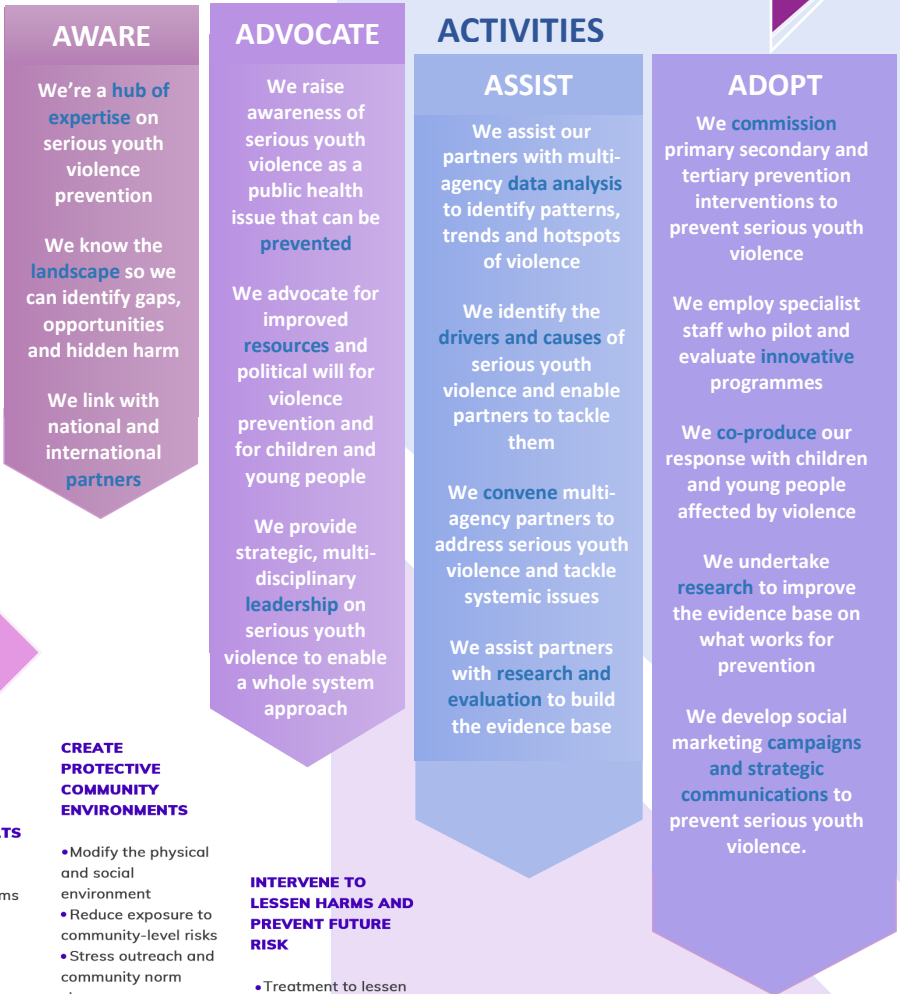 ACTIVITIES
AWARE
We're a hub of
expertise on
serious youth
violence
prevention
We know the
landscape so we
can identify gaps,
opportunities
and hidden harm
We link with
national and
international
partners
ADVOCATE
We raise
awareness of
serious youth
violence as a
public health
issue that can be
prevented
We advocate for
improved
resources and
political will for
violence
prevention and
for children and
young people
We provide
strategic, multi-
disciplinary
leadership on
serious youth
violence to enable
a whole system
approach
ASSIST
We assist our
partners with multi-
agency data analysis
to identify patterns,
trends and hotspots
of violence
We identify the
drivers and causes of
serious youth
violence and enable
partners to tackle
them
We convene multi-
agency partners to
address serious youth
violence and tackle
systemic issues
We assist partners
with research and
evaluation to build
the evidence base
ADOPT
We commission
primary secondary and
tertiary prevention
interventions to
prevent serious youth
violence
We employ specialist
staff who pilot and
evaluate innovative
programmes
We co-produce our
response with children
and young people
affected by violence
We undertake
research to improve
the evidence base on
what works for
prevention
We develop social
marketing campaigns
and strategic
communications to
prevent serious youth
violence.
TS
ms
CREATE
PROTECTIVE
COMMUNITY
ENVIRONMENTS
•Modify the physical
and social
environment
•Reduce exposure to
community-level risks
•Stress outreach and
community norm
INTERVENE TO
LESSEN HARMS AND
PREVENT FUTURE
RISK
•Treatment to lessen